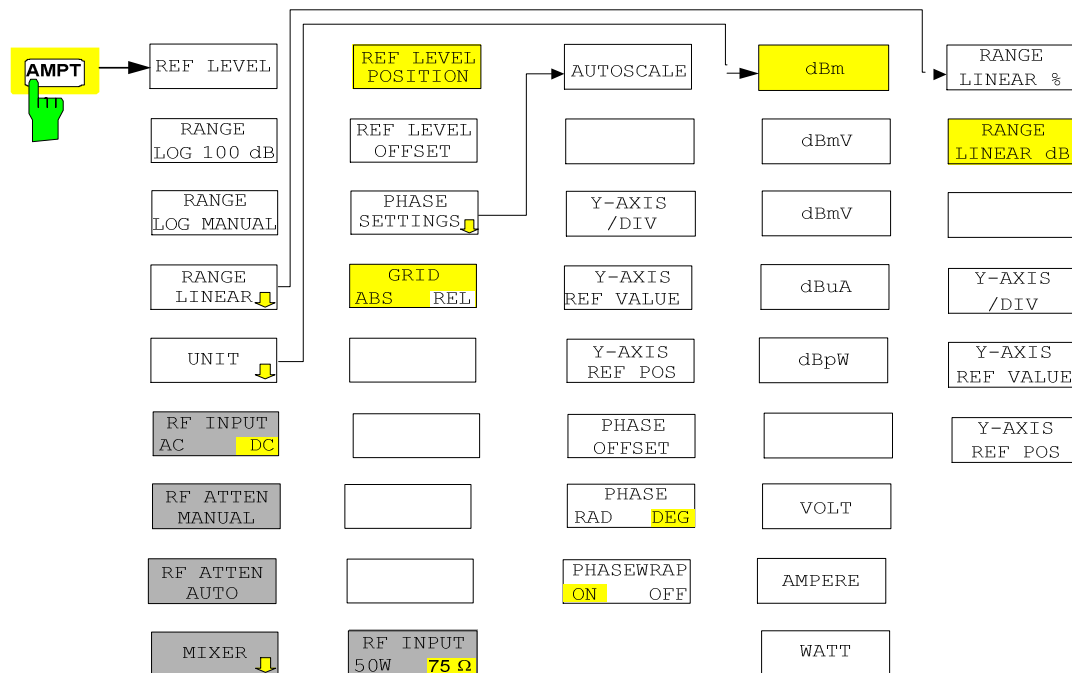 AMPT
REF LEVEL
RANGE
LOG 100 dB
RANGE
LOG MANUAL
RANGE
LINEAR
UNIT
RF INPUT
AC DC
RF ATTEN
MANUAL
RF ATTEN
AUTO
MIXER
REF LEVEL
POSITION
REF LEVEL
OFFSET
PHASE
SETTINGS
GRID
ABS REL
RF INPUT
50W 75 Ω
AUTOSCALE
Y-AXIS
/DIV
Y-AXIS
REF VALUE
Y-AXIS
REF POS
PHASE
OFFSET
PHASE
RAD DEG
PHASEWRAP
ON OFF
dBm
dBmV
dBmV
dBuA
dBpW
VOLT
AMPERE
WATT
RANGE
LINEAR %
RANGE
LINEAR dB
Y-AXIS
/DIV
Y-AXIS
REF VALUE
Y-AXIS
REF POS